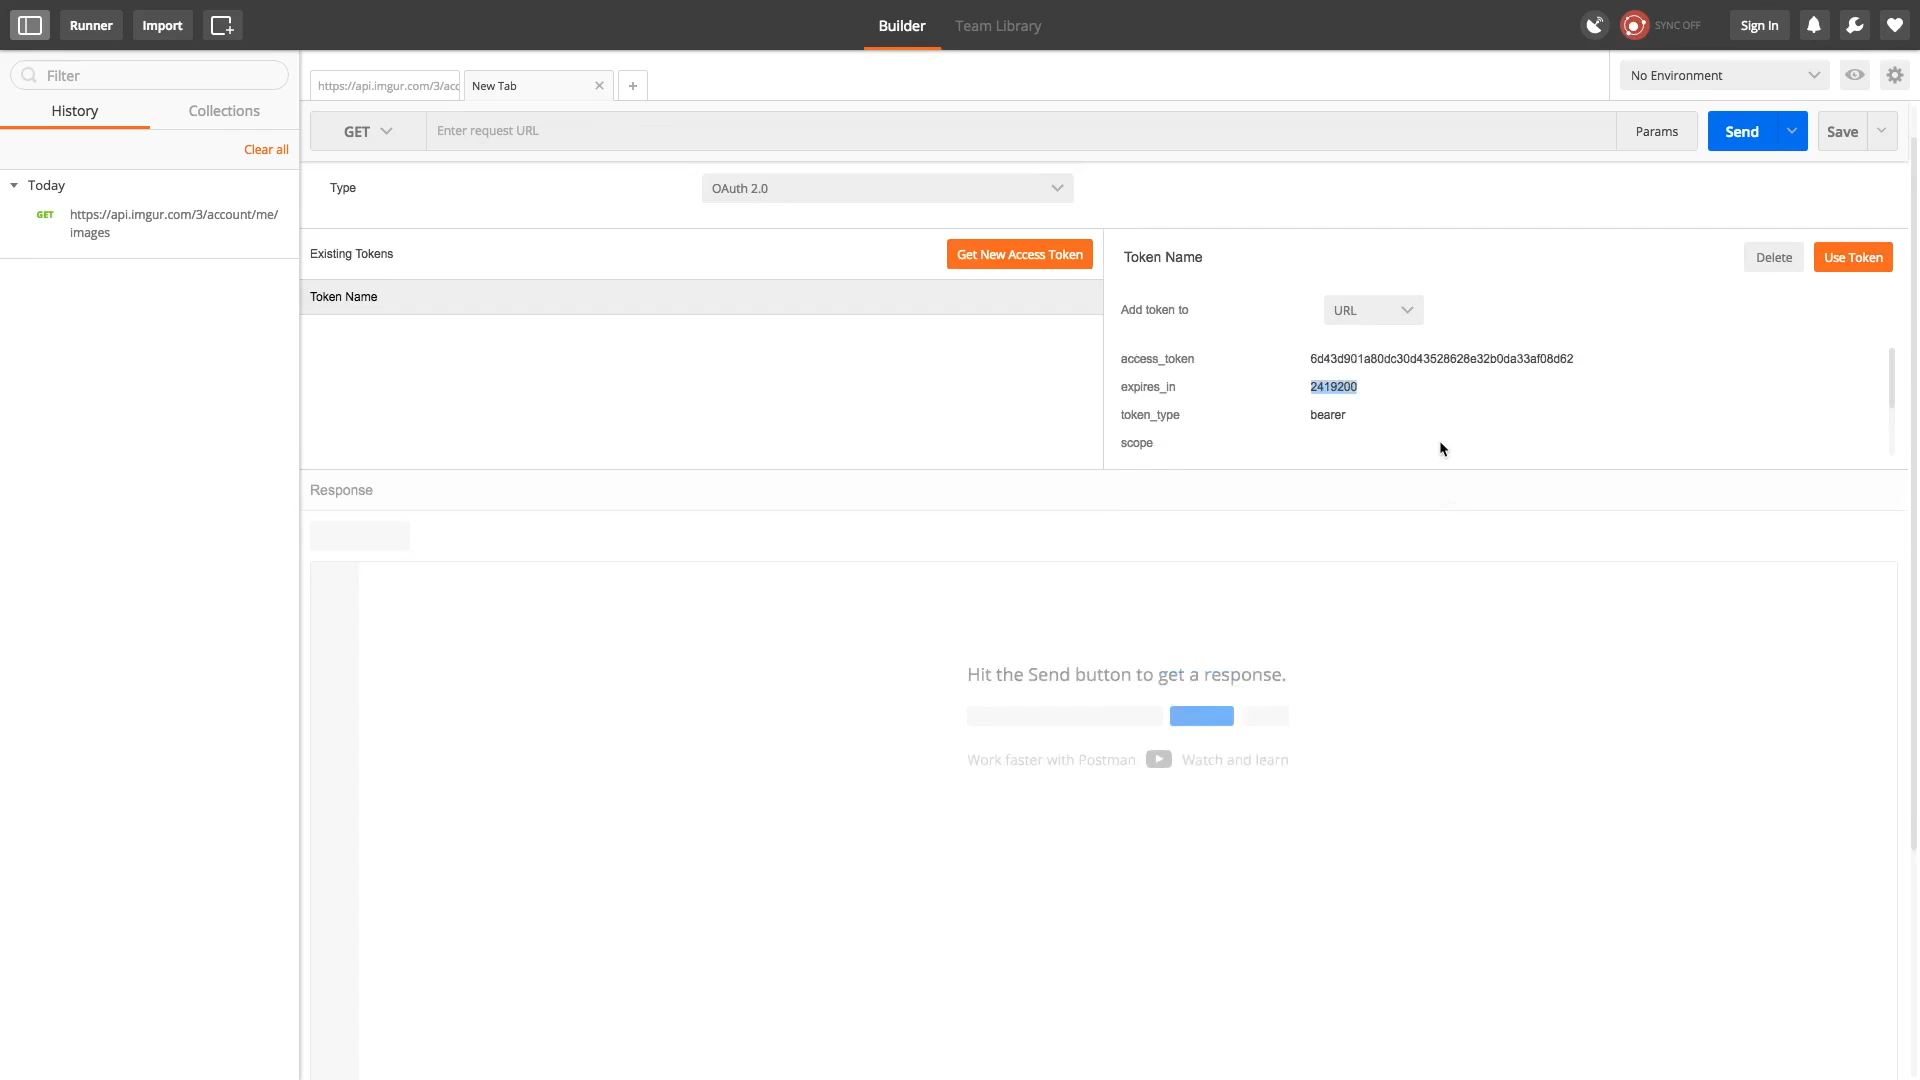 Runner
Import
Builder
Team Library
SYNC OFF
Sign In
Filter
History
Collections
Clear all
Today
GET https://api.imgur.com/3/account/me/
images
https://api.imgur.com/3/acc
New Tab
No Environment
GET
Enter request URL
Params
Send
Save
Type
OAuth 2.0
Existing Tokens
Get New Access Token
Token Name
Token Name
Delete
Use Token
Add token to
URL
access_token
6d43d901a80dc30d43528628e32b0da33af08d62
expires_in
2419200
token_type
bearer
scope
Response
Hit the Send button to get a response.
Work faster with Postman
Watch and learn